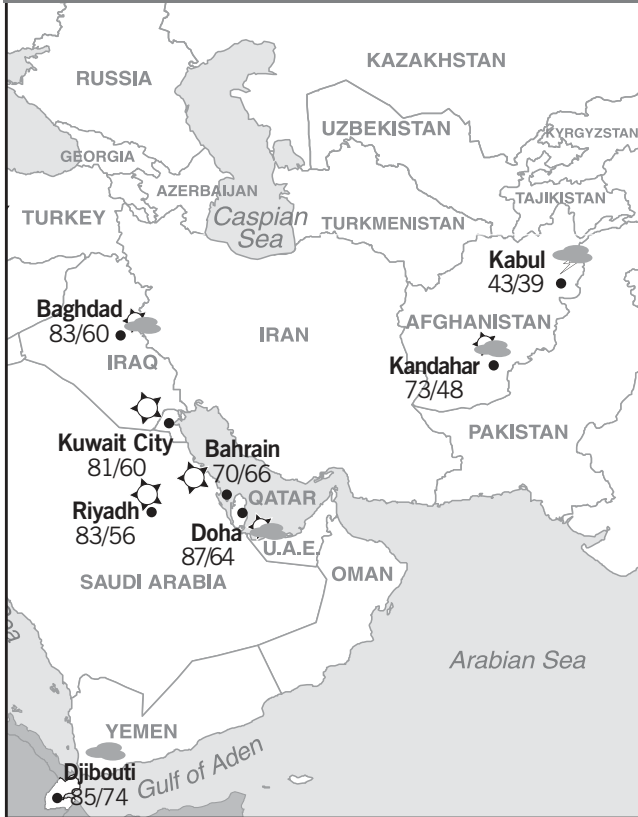 KAZAKHSTAN
RUSSIA
UZBEKISTAN
KYRGYZSTAN
GEORGIA
AZERBAIJAN
TAJIKISTAN
TURKEY
Caspian
Sea
TURKMENISTAN
Kabul
43/39
Baghdad
83/60
IRAN
AFGHANISTAN
IRAQ
Kandahar
73/48
PAKISTAN
Kuwait City
81/60
Bahrain
70/66
Riyadh
83/56
QATAR
Doha
87/64
U.A.E.
SAUDI ARABIA
OMAN
Arabian Sea
YEMEN
Gulf of Aden
Djibouti
85/74